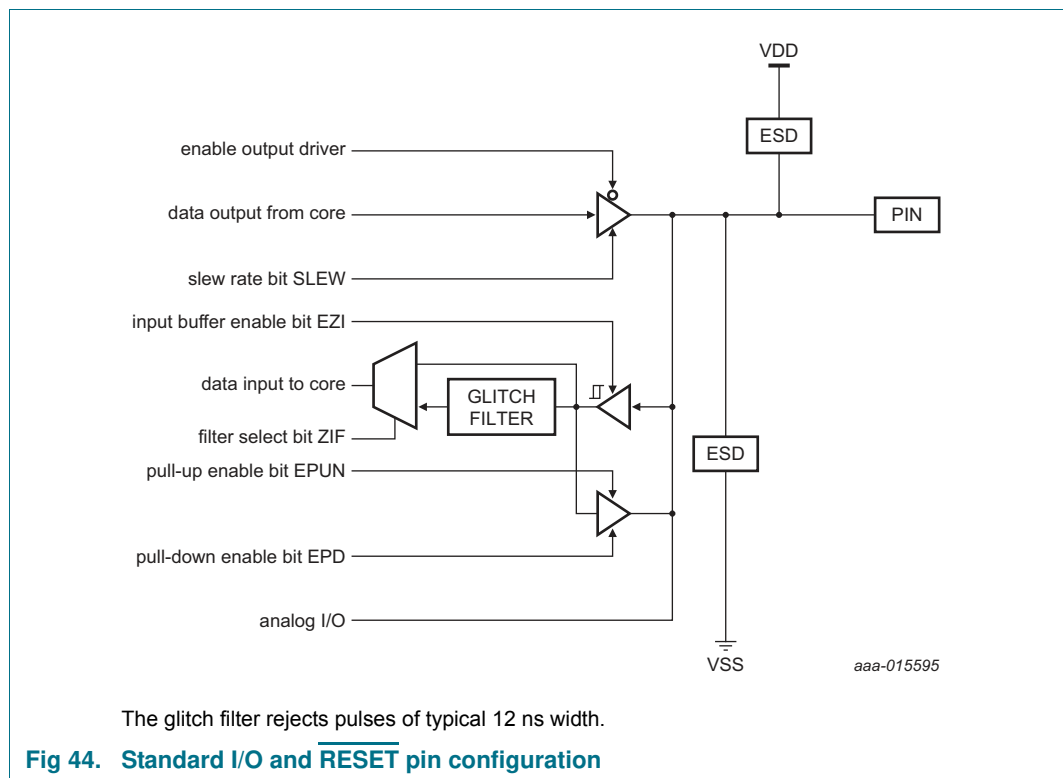 VDD
ESD
enable output driver
data output from core
PIN
slew rate bit SLEW
input buffer enable bit EZI
data input to core
GLITCH
FILTER
filter select bit ZIF
ESD
pull-up enable bit EPUN
pull-down enable bit EPD
analog I/O
VSS
aaa-015595
The glitch filter rejects pulses of typical 12 ns width.
Fig 44. Standard I/O and RESET pin configuration